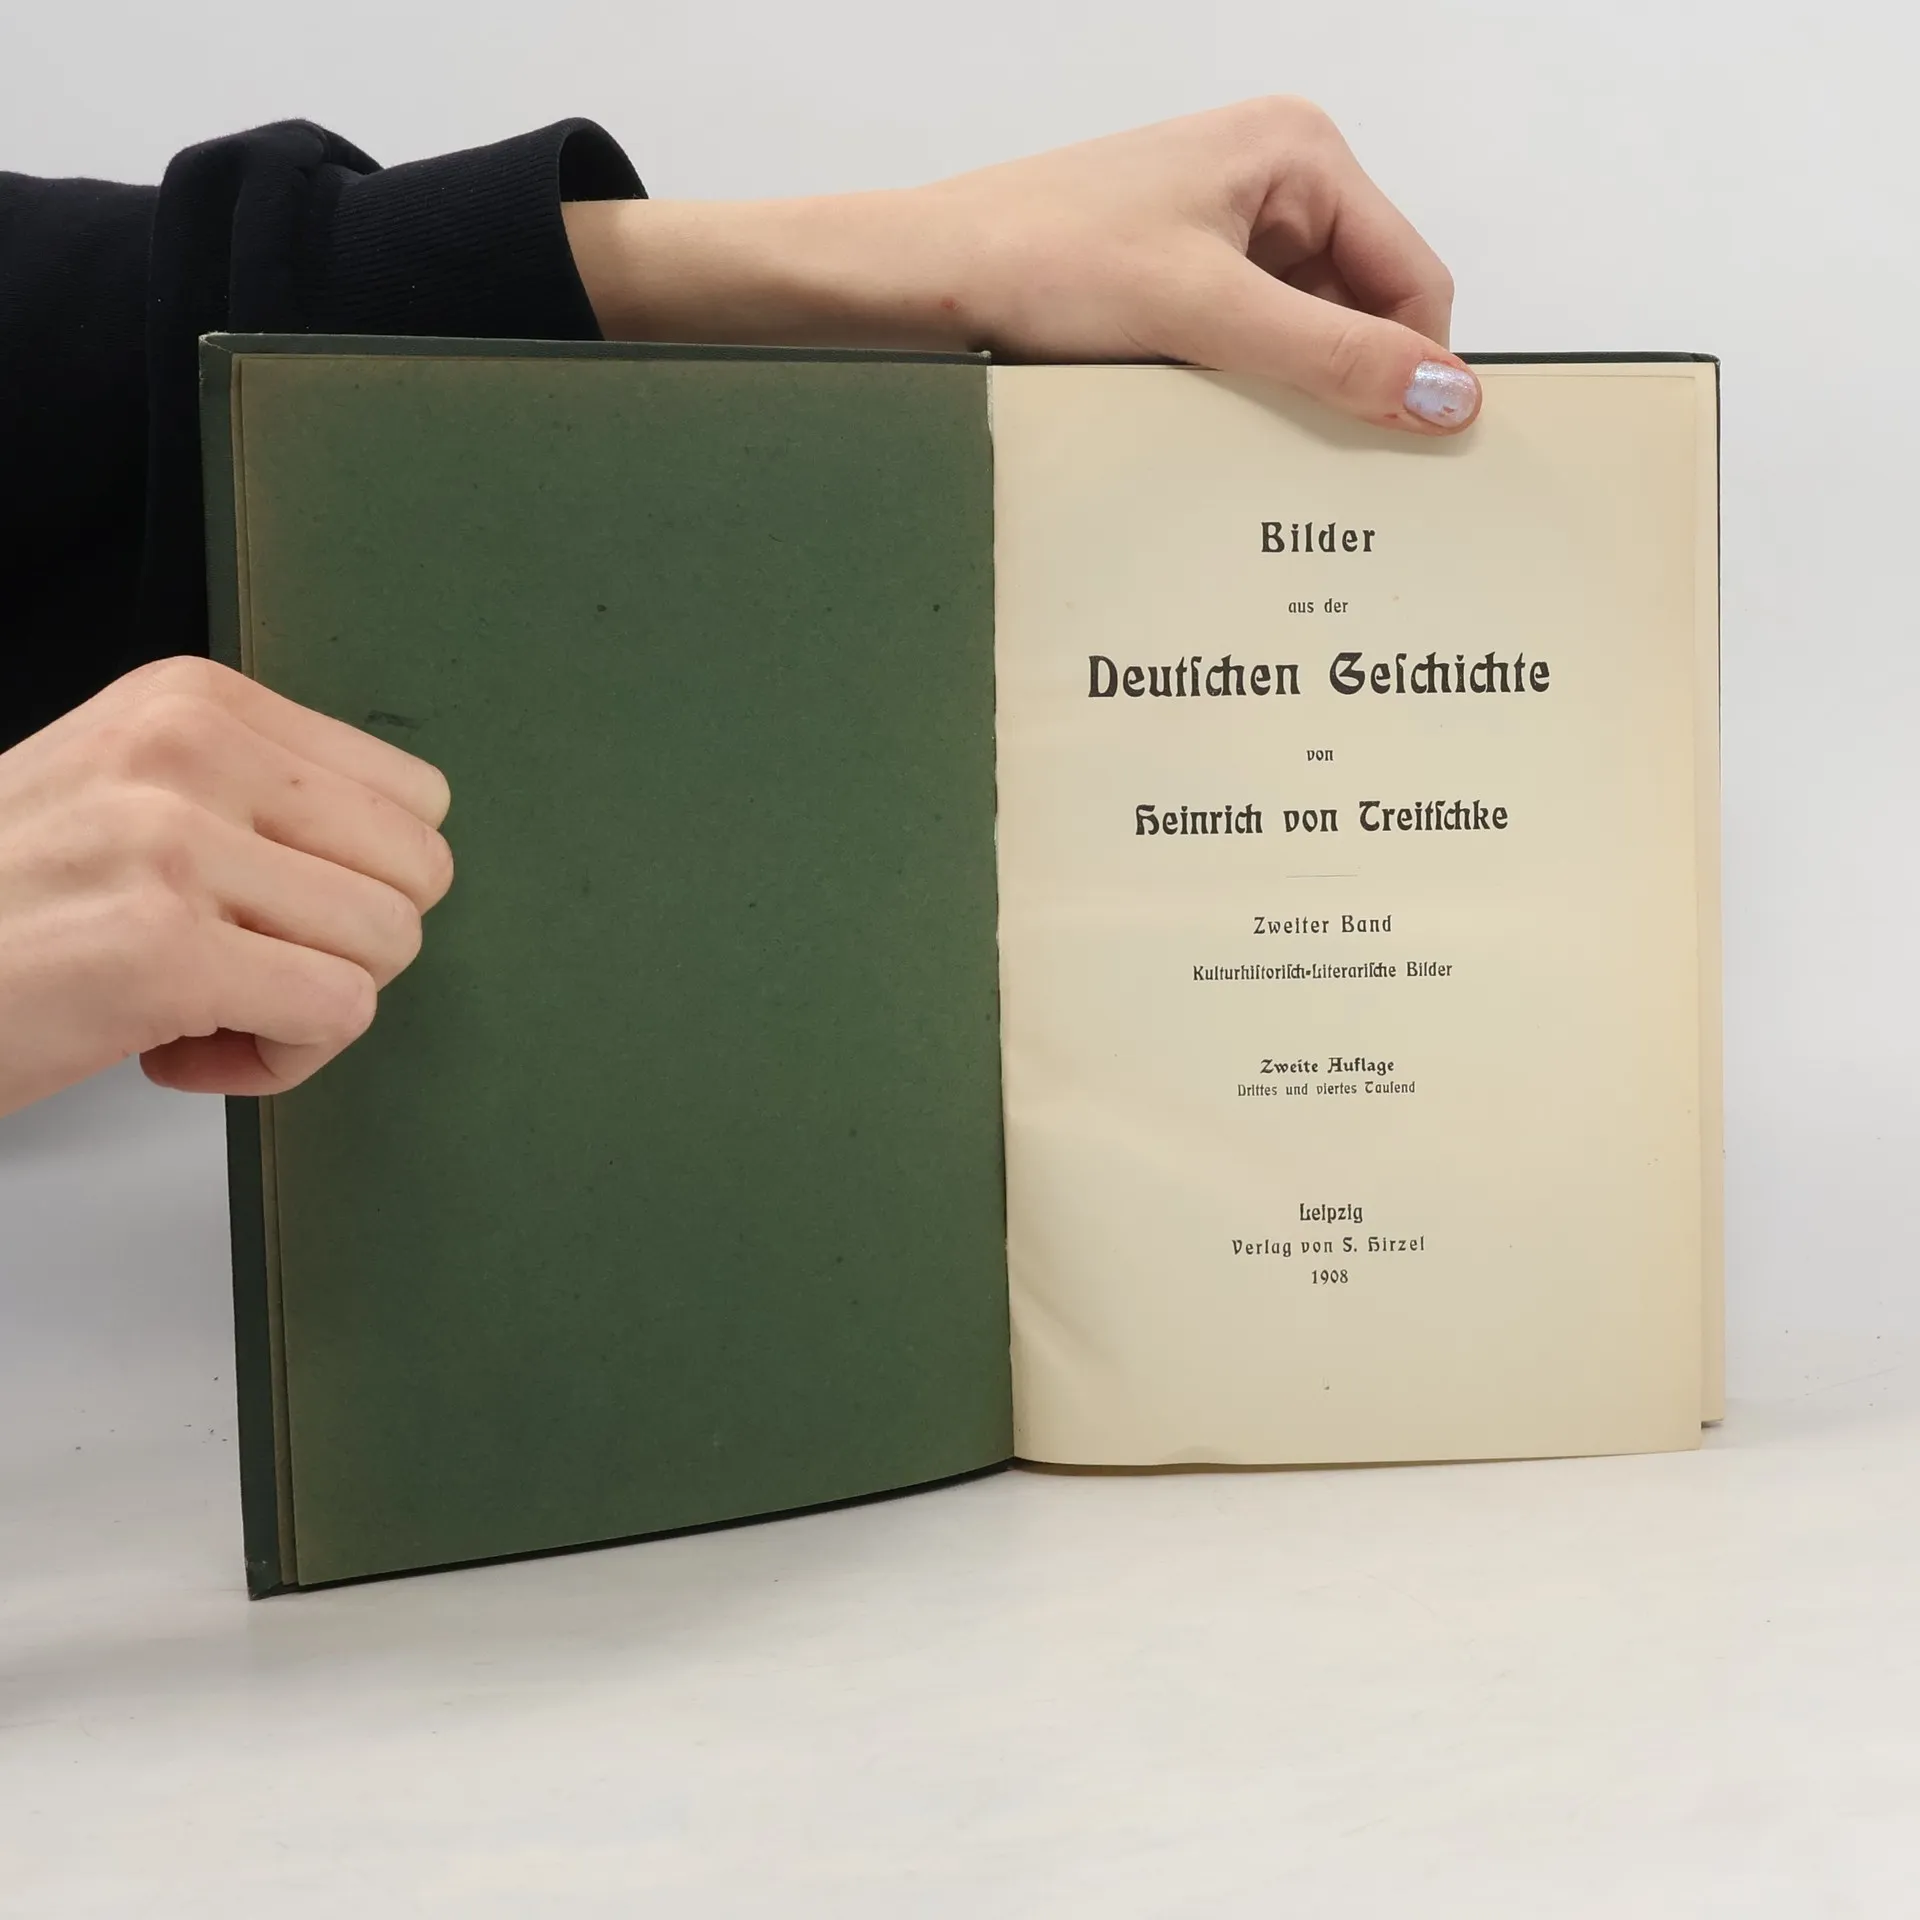 Bilder
aus der
Deutſchen Geſchichte
von
Heinrich von Treitſchke
Zweiter Band
Kulturhiſtoriſch-Literariſche Bilder
Zweite Auflage
Drittes und viertes Tauſend
Leipzig
Verlag von S. Hirzel
1908